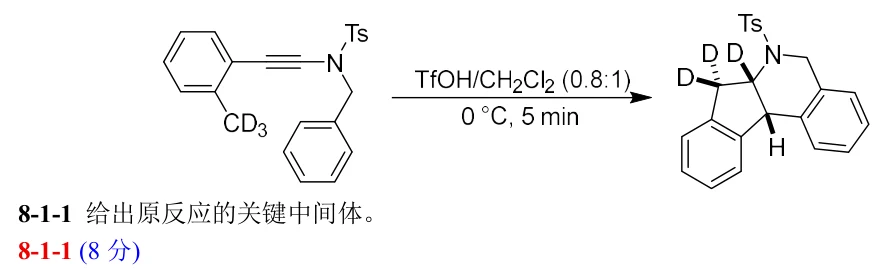 Ts
N
CD₃
TfOH/CH₂Cl₂ (0.8:1)
0 °C, 5 min
Ts
D D N
D
H
8-1-1 给出原反应的关键中间体。
8-1-1 (8 分)